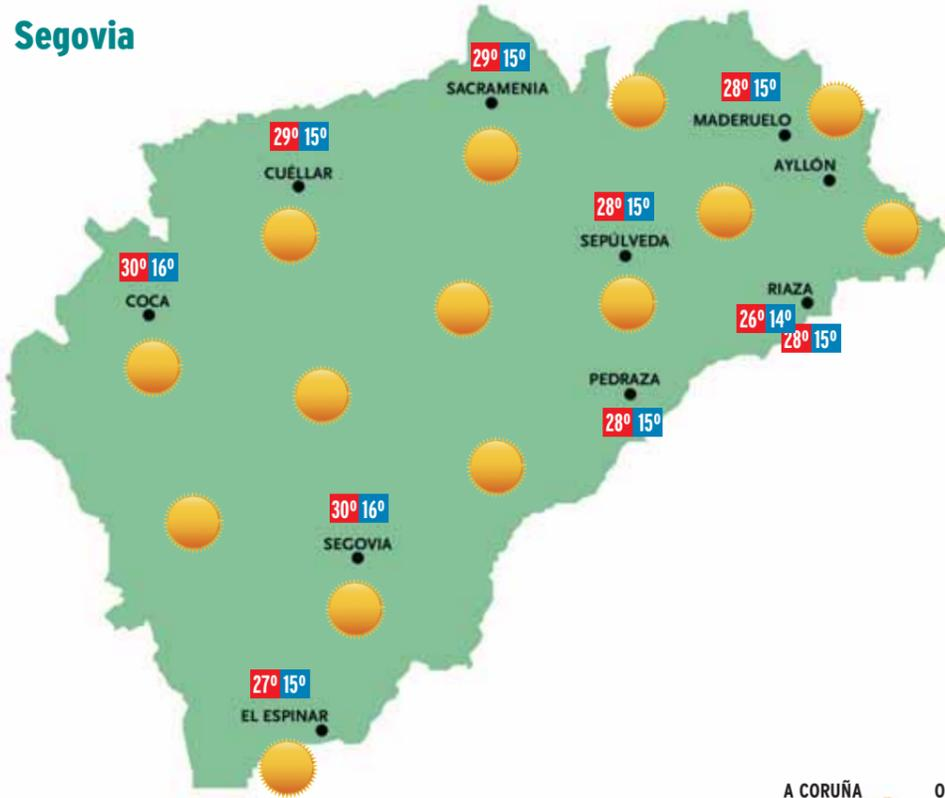 Segovia
29º 15º
SACRAMENIA
28º 15º
MADERUELO
AYLLÓN
29º 15º
CUÉLLAR
28º 15º
SEPÚLVEDA
30º 16º
COCA
RIAZA
26º 14º
28º 15º
PEDRAZA
28º 15º
30º 16º
SEGOVIA
27º 15º
EL ESPINAR
A CORUÑA